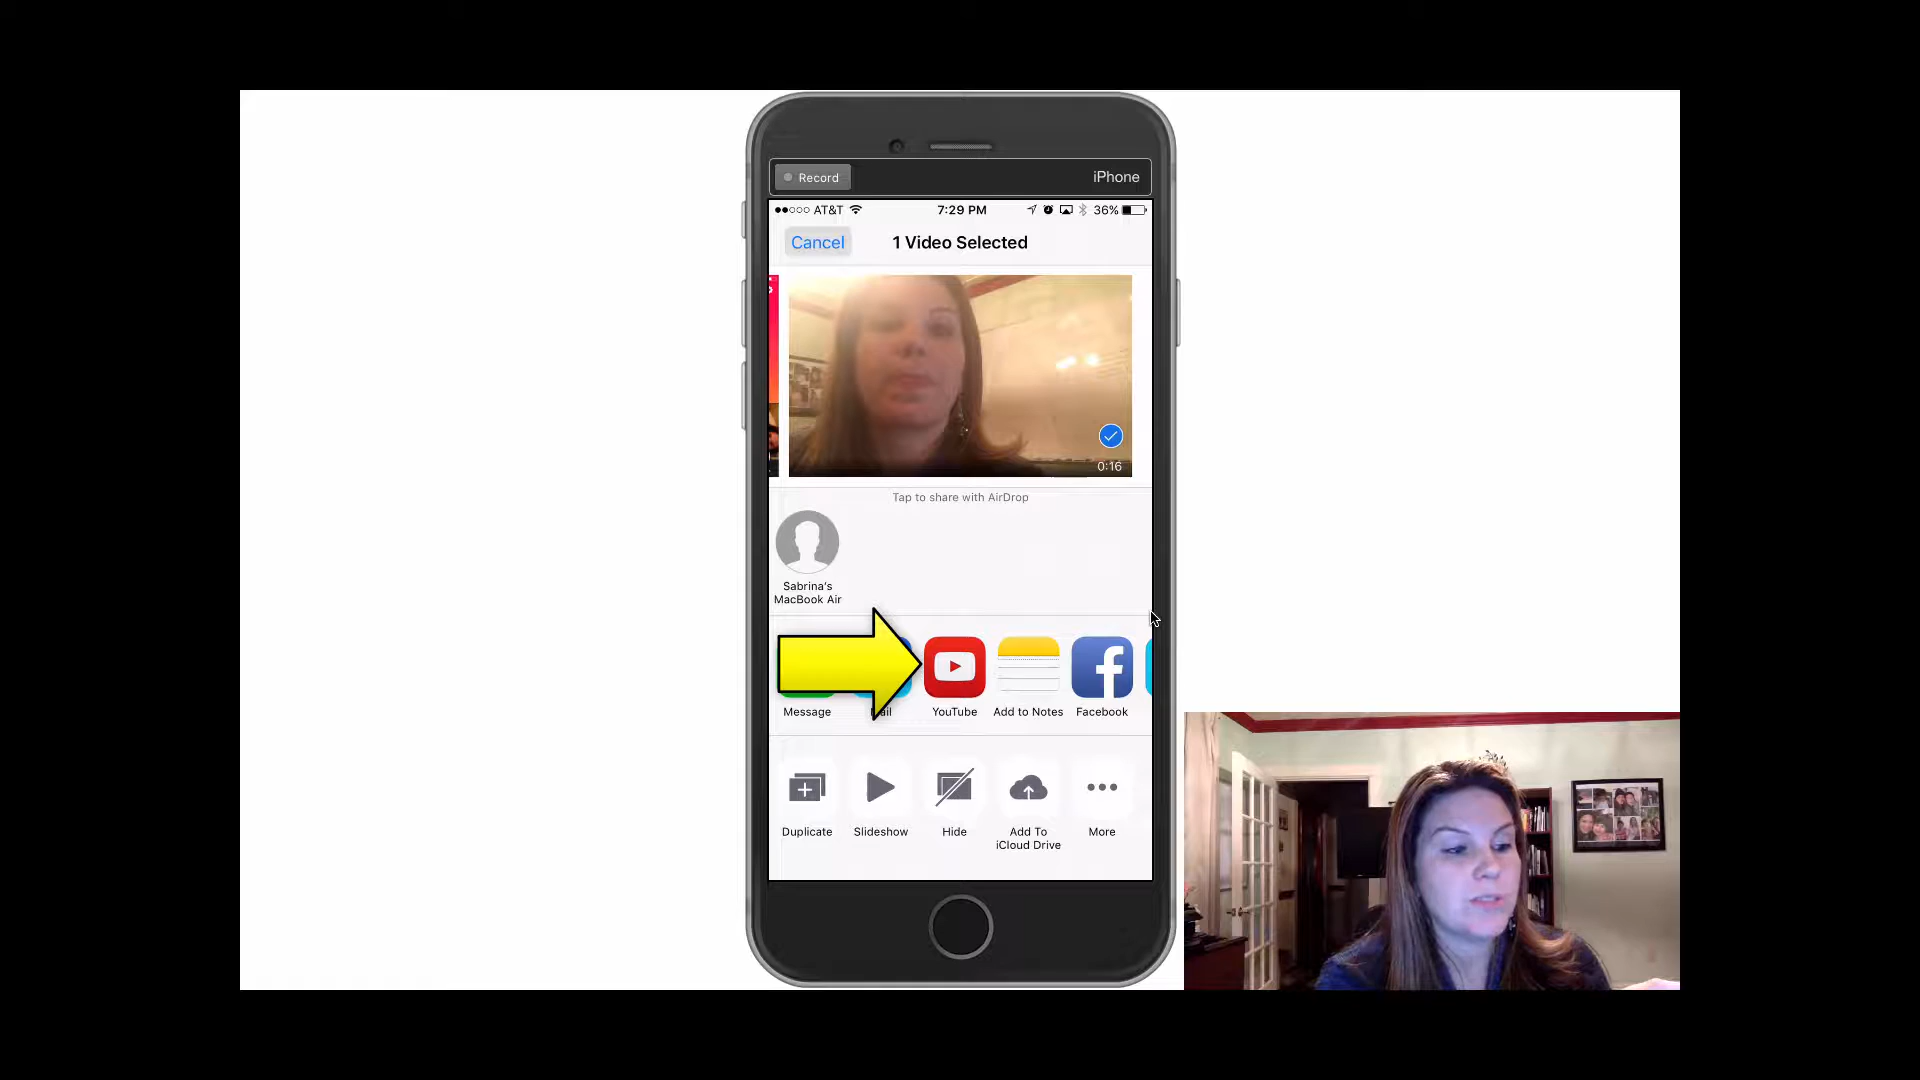 Record
iPhone
AT&T 7:29 PM 36%
Cancel 1 Video Selected
0:16
Tap to share with AirDrop
Sabrina's
MacBook Air
Message YouTube Add to Notes Facebook
Duplicate Slideshow Hide Add To
iCloud Drive More